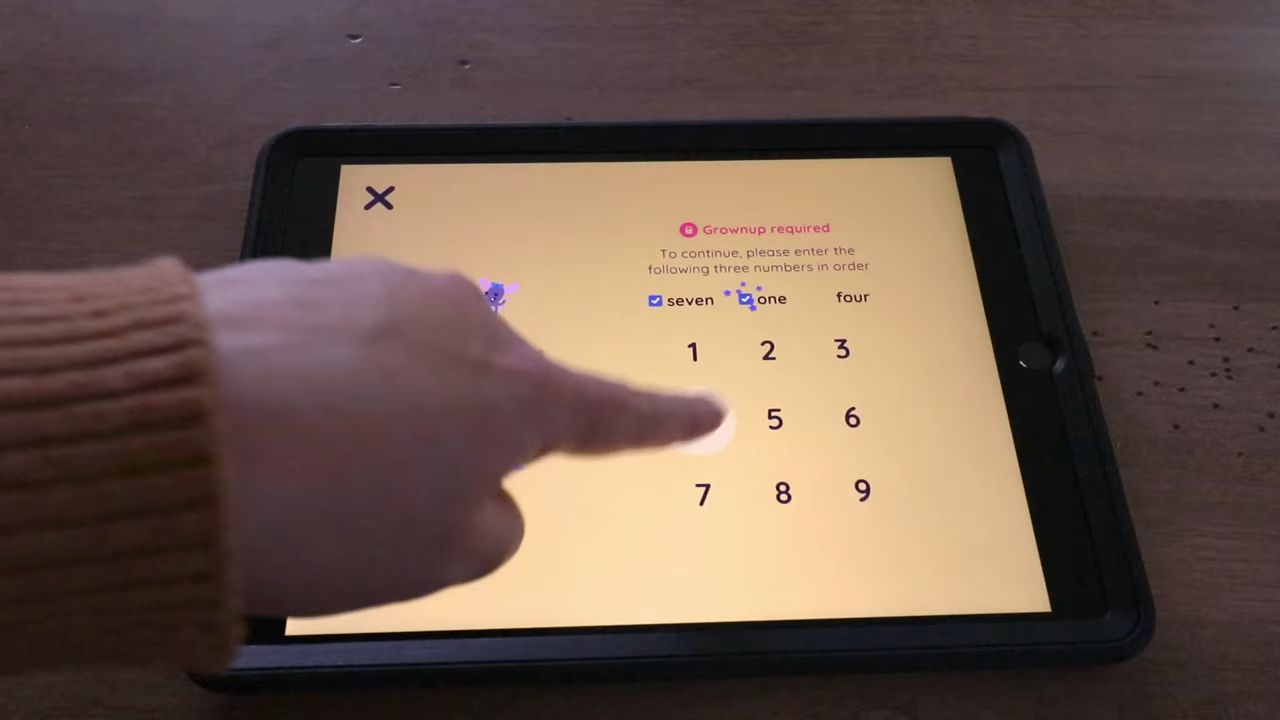 Grownup required
To continue, please enter the
following three numbers in order
seven one four
1 2 3
5 6
7 8 9